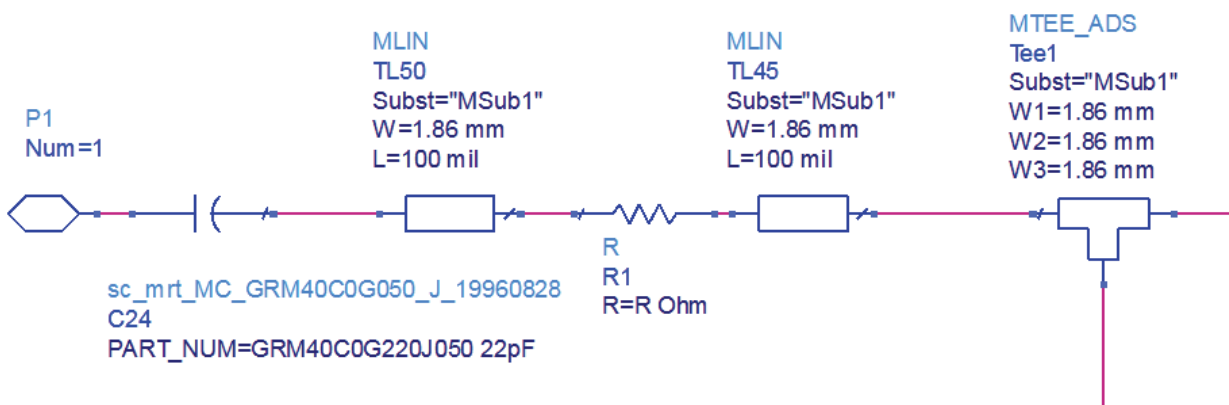 P1
Num=1
MLIN
TL50
Subst="MSub1"
W=1.86 mm
L=100 mil
MLIN
TL45
Subst="MSub1"
W=1.86 mm
L=100 mil
MTEE_ADS
Tee1
Subst="MSub1"
W1=1.86 mm
W2=1.86 mm
W3=1.86 mm
sc_mrt_MC_GRM40C0G050_J_19960828
C24
PART_NUM=GRM40C0G220J050 22pF
R
R1
R=R Ohm